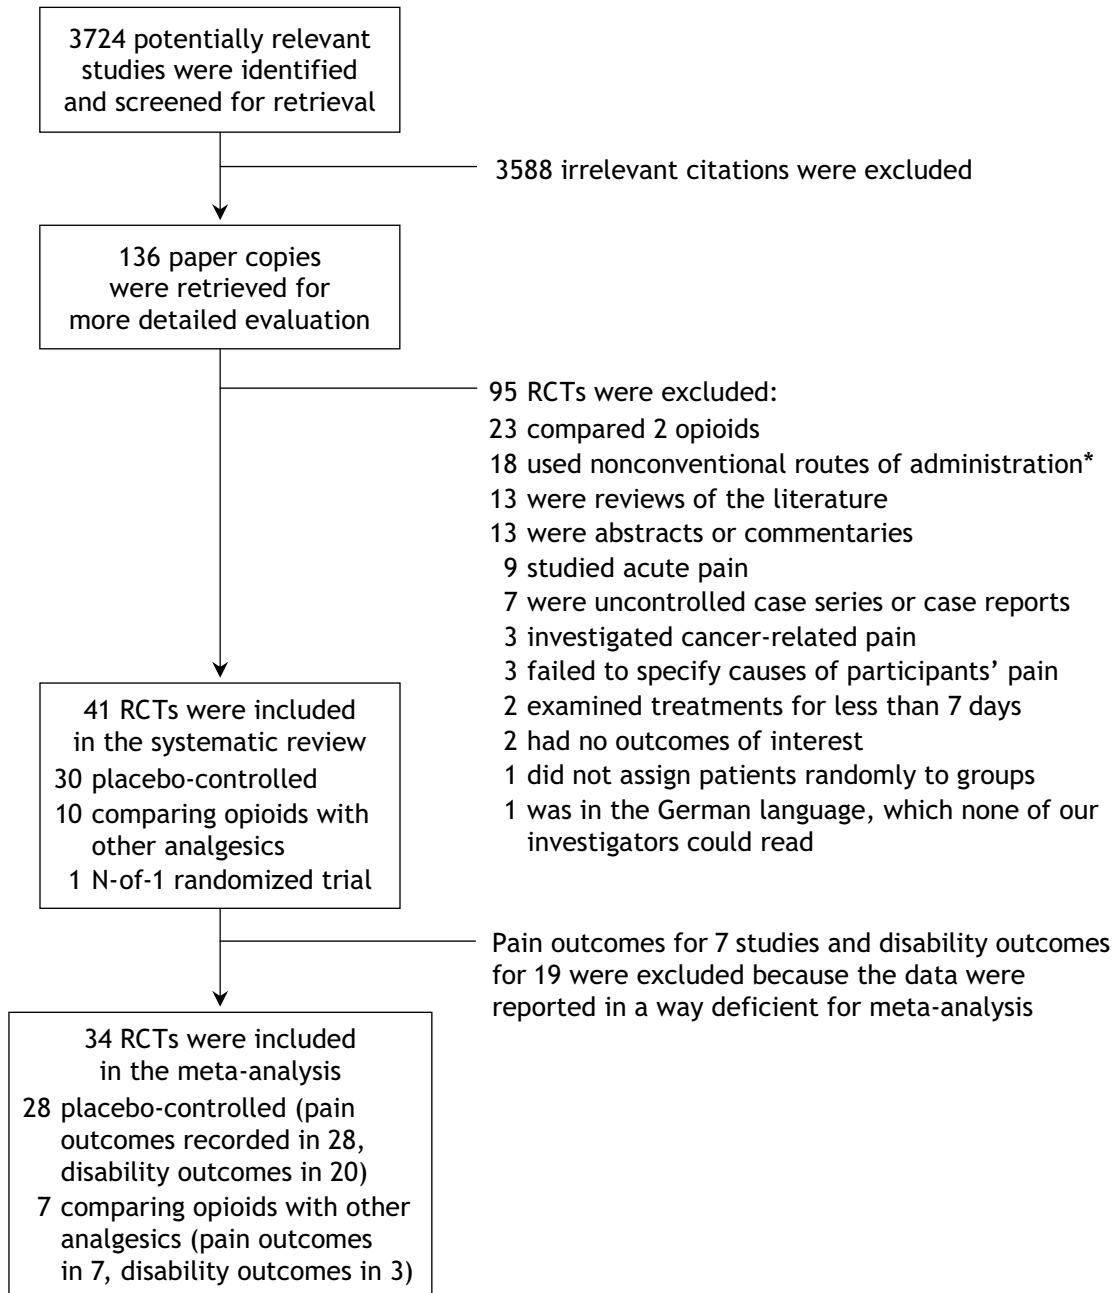 3724 potentially relevant
studies were identified
and screened for retrieval
3588 irrelevant citations were excluded
136 paper copies
were retrieved for
more detailed evaluation
95 RCTs were excluded:
23 compared 2 opioids
18 used nonconventional routes of administration*
13 were reviews of the literature
13 were abstracts or commentaries
9 studied acute pain
7 were uncontrolled case series or case reports
3 investigated cancer-related pain
3 failed to specify causes of participants’ pain
2 examined treatments for less than 7 days
2 had no outcomes of interest
1 did not assign patients randomly to groups
1 was in the German language, which none of our
investigators could read
41 RCTs were included
in the systematic review
30 placebo-controlled
10 comparing opioids with
other analgesics
1 N-of-1 randomized trial
Pain outcomes for 7 studies and disability outcomes
for 19 were excluded because the data were
reported in a way deficient for meta-analysis
34 RCTs were included
in the meta-analysis
28 placebo-controlled (pain
outcomes recorded in 28,
disability outcomes in 20)
7 comparing opioids with other
analgesics (pain outcomes
in 7, disability outcomes in 3)